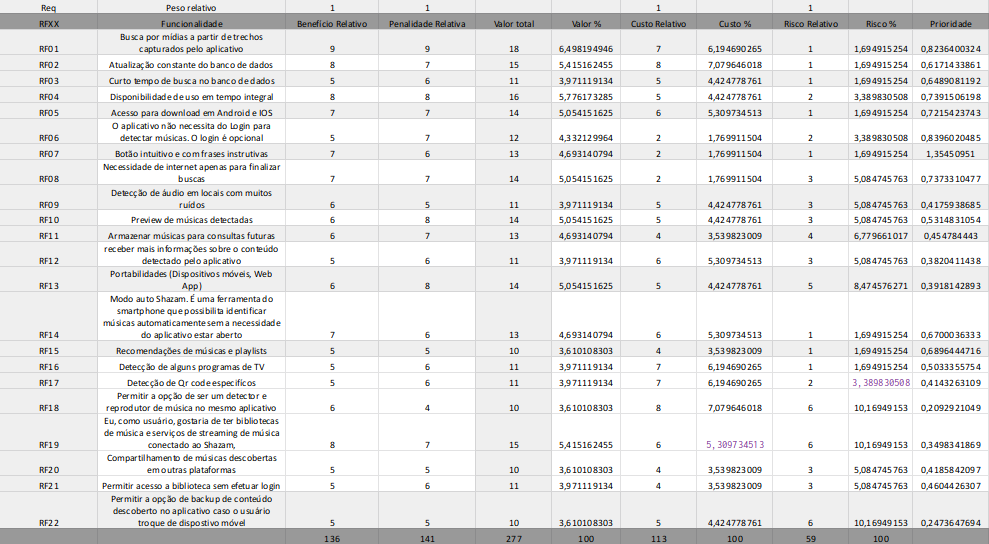 Req Peso relativo 1 1 1 1
RFXX Funcionalidade Benefício Relativo Penalidade Relativa Valor total Valor % Custo Relativo Custo % Risco Relativo Risco % Prioridade
Busca por mídias a partir de trechos
RF01 capturados pelo aplicativo 9 9 18 6,498194946 7 6,194690265 1 1,694915254 0,8236400324
RF02 Atualização constante do banco de dados 8 7 15 5,415162455 8 7,079646018 1 1,694915254 0,6171433861
RF03 Curto tempo de busca no banco de dados 5 6 11 3,971119134 5 4,424778761 1 1,694915254 0,6489081192
RF04 Disponibilidade de uso em tempo integral 8 8 16 5,776173285 5 4,424778761 2 3,389830508 0,7391506198
RF05 Acesso para download em Android e IOS 7 7 14 5,054151625 6 5,309734513 1 1,694915254 0,7215423743
O aplicativo não necessita do Login para
RF06 detectar músicas. O login é opcional 5 7 12 4,332129964 2 1,769911504 2 3,389830508 0,8396020485
RF07 Botão intuitivo e com frases instrutivas 7 6 13 4,693140794 2 1,769911504 1 1,694915254 1,35450951
Necessidade de internet apenas para finalizar
RF08 buscas 7 7 14 5,054151625 2 1,769911504 3 5,084745763 0,7373310477
Detecção de áudio em locais com muitos
RF09 ruídos 6 5 11 3,971119134 5 4,424778761 3 5,084745763 0,4175938685
RF10 Preview de músicas detectadas 6 8 14 5,054151625 5 4,424778761 3 5,084745763 0,5314831054
RF11 Armazenar músicas para consultas futuras 6 7 13 4,693140794 4 3,539823009 4 6,779661017 0,454784443
receber mais informações sobre o conteúdo
RF12 detectado pelo aplicativo 5 6 11 3,971119134 6 5,309734513 3 5,084745763 0,3820411438
Portabilidades (Dispositivos móveis, Web
RF13 App) 6 8 14 5,054151625 5 4,424778761 5 8,474576271 0,3918142893
Modo auto Shazam. É uma ferramenta do
smartphone que possibilita identificar
músicas automaticamente sem a necessidade
RF14 do aplicativo estar aberto 7 6 13 4,693140794 6 5,309734513 1 1,694915254 0,6700036333
RF15 Recomendações de músicas e playlists 5 5 10 3,610108303 4 3,539823009 1 1,694915254 0,6896444716
RF16 Detecção de alguns programas de TV 5 6 11 3,971119134 7 6,194690265 1 1,694915254 0,5033355754
RF17 Detecção de Qr code específicos 5 6 11 3,971119134 7 6,194690265 2 3,389830508 0,4143263109
Permitir a opção de ser um detector e
RF18 reprodutor de música no mesmo aplicativo 6 4 10 3,610108303 8 7,079646018 6 10,16949153 0,2092921049
Eu, como usuário, gostaria de ter bibliotecas
de música e serviços de streaming de música
RF19 conectado ao Shazam, 8 7 15 5,415162455 6 5,309734513 6 10,16949153 0,3498341869
Compartilhamento de músicas descobertas
RF20 em outras plataformas 5 5 10 3,610108303 4 3,539823009 3 5,084745763 0,4185842097
RF21 Permitir acesso a biblioteca sem efetuar login 5 6 11 3,971119134 4 3,539823009 3 5,084745763 0,4604426307
Permitir a opção de backup de conteúdo
descoberto no aplicativo caso o usuário
RF22 troque de dispostivo móvel 5 5 10 3,610108303 5 4,424778761 6 10,16949153 0,2473647694
136 141 277 100 113 100 59 100